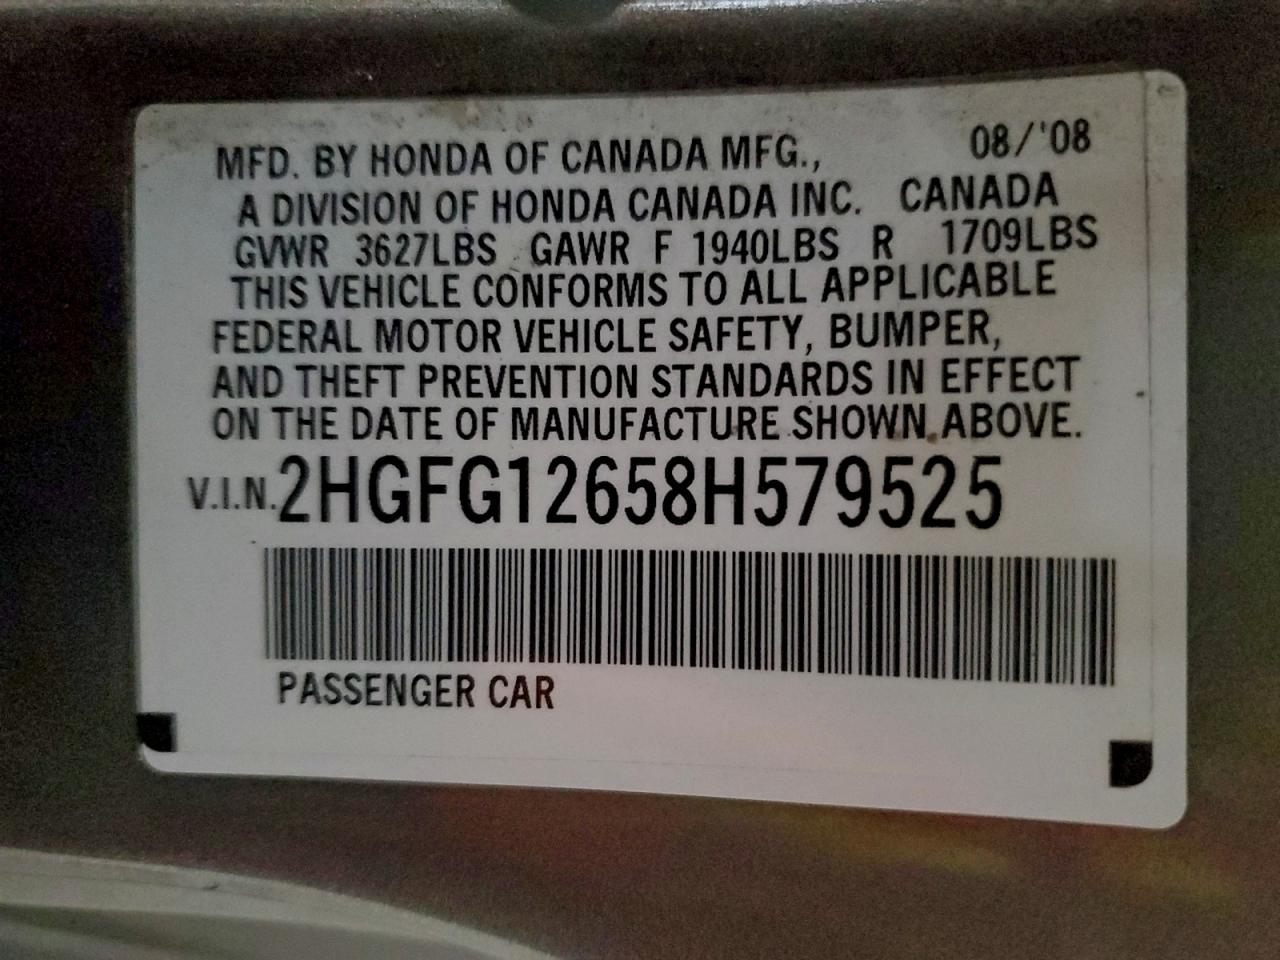 MFD. BY HONDA OF CANADA MFG., 08/'08
A DIVISION OF HONDA CANADA INC. CANADA
GVWR 3627LBS GAWR F 1940LBS R 1709LBS
THIS VEHICLE CONFORMS TO ALL APPLICABLE
FEDERAL MOTOR VEHICLE SAFETY, BUMPER,
AND THEFT PREVENTION STANDARDS IN EFFECT
ON THE DATE OF MANUFACTURE SHOWN ABOVE.
V.I.N. 2HGFG12658H579525
PASSENGER CAR